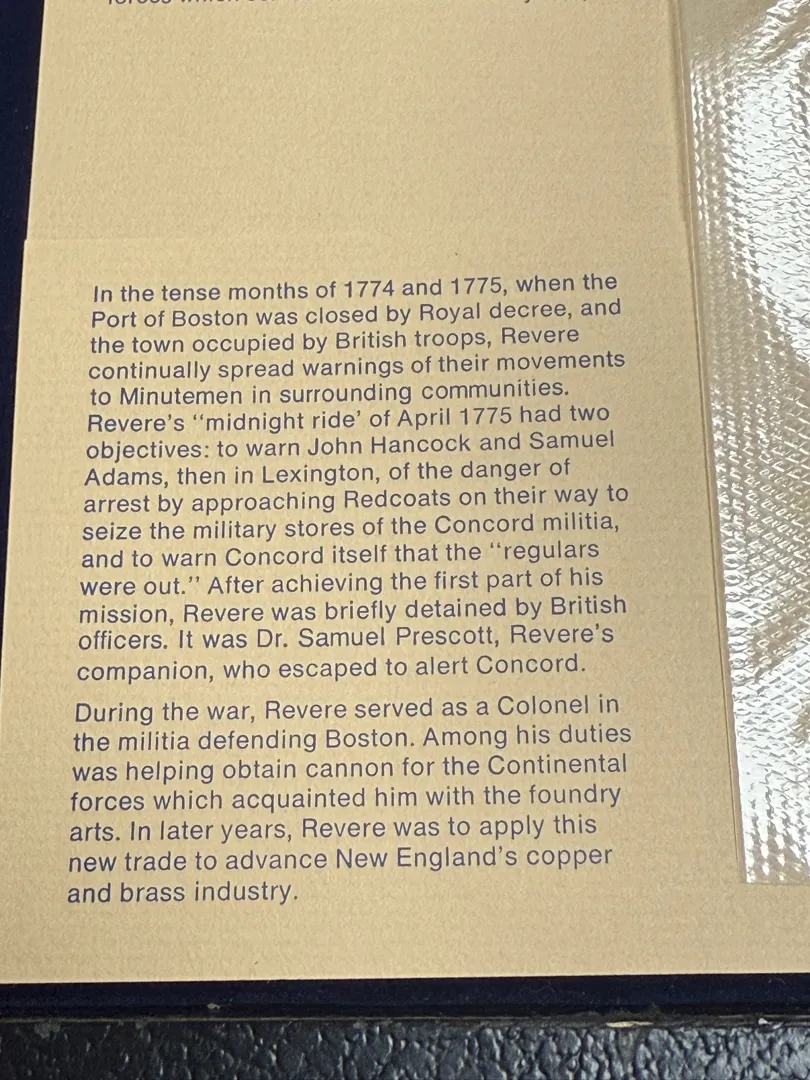 forces which
In the tense months of 1774 and 1775, when the
Port of Boston was closed by Royal decree, and
the town occupied by British troops, Revere
continually spread warnings of their movements
to Minutemen in surrounding communities.
Revere's "midnight ride' of April 1775 had two
objectives: to warn John Hancock and Samuel
Adams, then in Lexington, of the danger of
arrest by approaching Redcoats on their way to
seize the military stores of the Concord militia,
and to warn Concord itself that the "regulars
were out." After achieving the first part of his
mission, Revere was briefly detained by British
officers. It was Dr. Samuel Prescott, Revere's
companion, who escaped to alert Concord.
During the war, Revere served as a Colonel in
the militia defending Boston. Among his duties
was helping obtain cannon for the Continental
forces which acquainted him with the foundry
arts. In later years, Revere was to apply this
new trade to advance New England's copper
and brass industry.